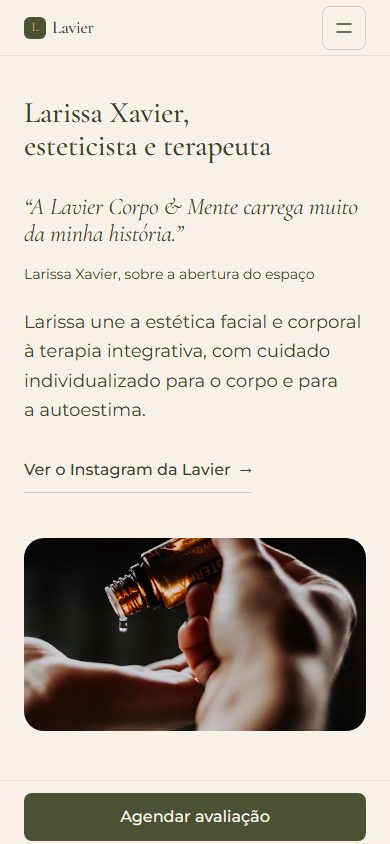 L
Lavier
Larissa Xavier,
esteticista e terapeuta
“A Lavier Corpo & Mente carrega muito
da minha história.”
Larissa Xavier, sobre a abertura do espaço
Larissa une a estética facial e corporal
à terapia integrativa, com cuidado
individualizado para o corpo e para
a autoestima.
Ver o Instagram da Lavier →
Agendar avaliação